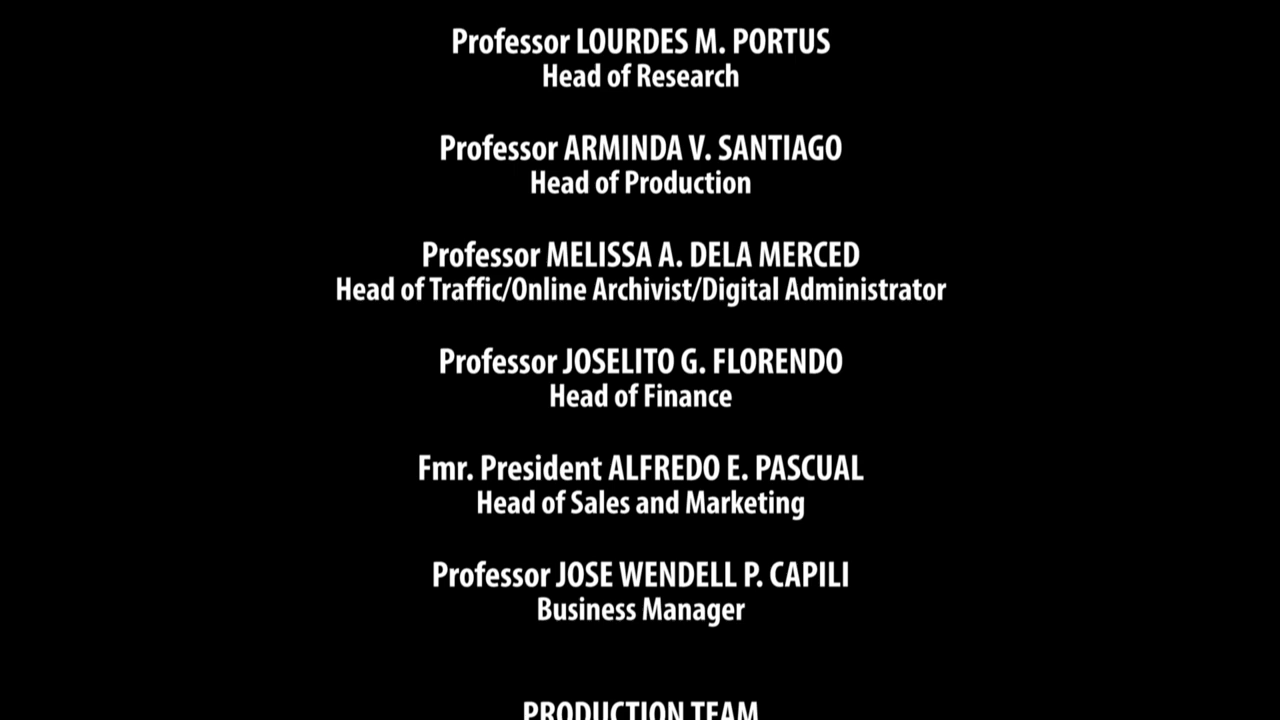 Professor LOURDES M. PORTUS
Head of Research
Professor ARMINDA V. SANTIAGO
Head of Production
Professor MELISSA A. DELA MERCED
Head of Traffic/Online Archivist/Digital Administrator
Professor JOSELITO G. FLORENDO
Head of Finance
Fmr. President ALFREDO E. PASCUAL
Head of Sales and Marketing
Professor JOSE WENDELL P. CAPILI
Business Manager
PRODUCTION TEAM